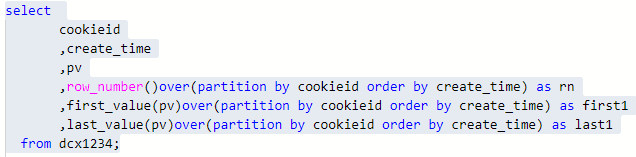 select
cookieid
,create_time
,pv
,row_number()over(partition by cookieid order by create_time) as rn
,first_value(pv)over(partition by cookieid order by create_time) as first1
,last_value(pv)over(partition by cookieid order by create_time) as last1
from dcx1234;